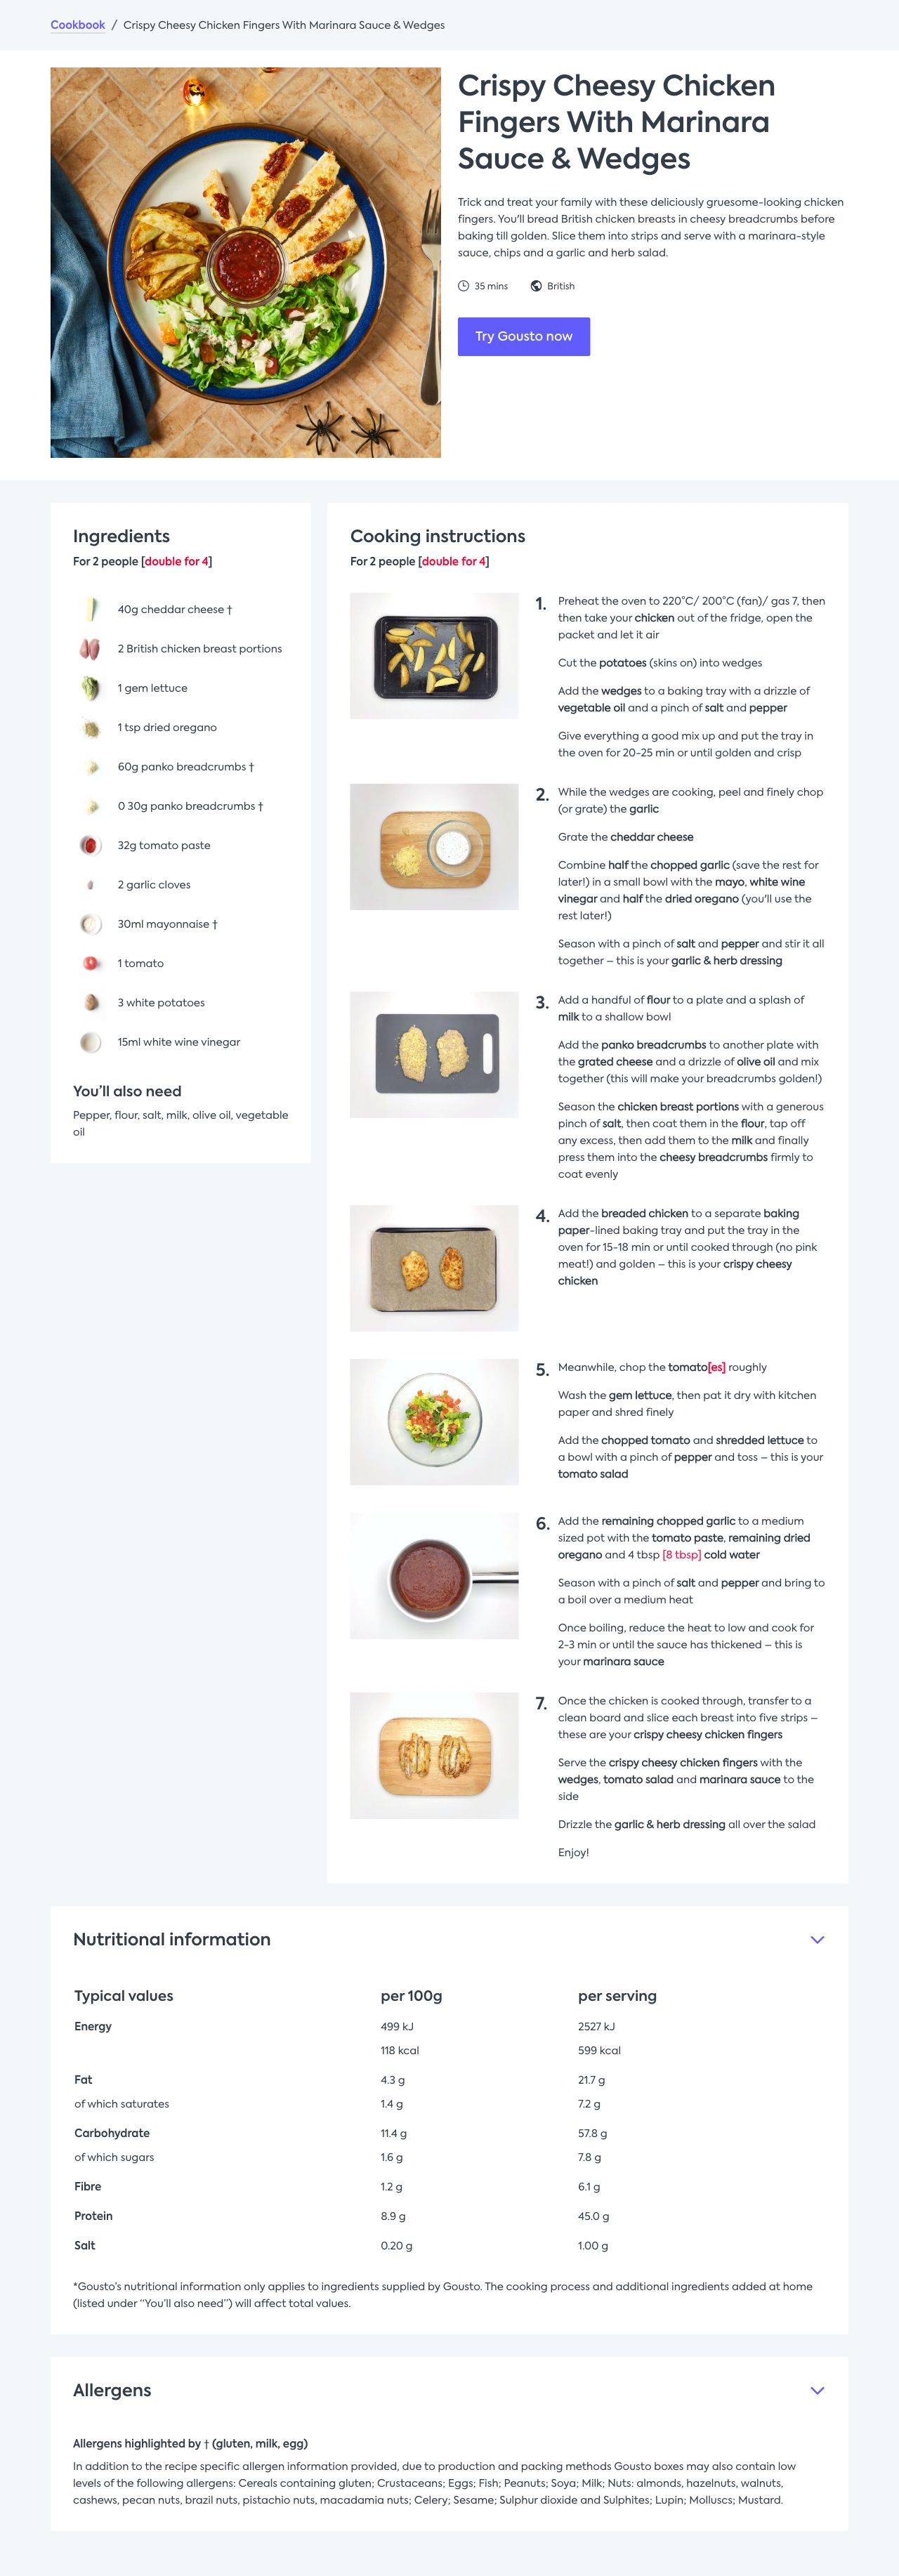 Cookbook / Crispy Cheesy Chicken Fingers With Marinara Sauce & Wedges
Crispy Cheesy Chicken
Fingers With Marinara
Sauce & Wedges
Trick and treat your family with these deliciously gruesome-looking chicken
fingers. You'll bread British chicken breasts in cheesy breadcrumbs before
baking till golden. Slice them into strips and serve with a marinara-style
sauce, chips and a garlic and herb salad.
35 mins British
Try Gousto now
Ingredients
For 2 people [double for 4]
40g cheddar cheese †
2 British chicken breast portions
1 gem lettuce
1 tsp dried oregano
60g panko breadcrumbs †
0 30g panko breadcrumbs †
32g tomato paste
2 garlic cloves
30ml mayonnaise †
1 tomato
3 white potatoes
15ml white wine vinegar
You'll also need
Pepper, flour, salt, milk, olive oil, vegetable
oil
Cooking instructions
For 2 people [double for 4]
1. Preheat the oven to 220°C/ 200°C (fan)/ gas 7, then
then take your chicken out of the fridge, open the
packet and let it air
Cut the potatoes (skins on) into wedges
Add the wedges to a baking tray with a drizzle of
vegetable oil and a pinch of salt and pepper
Give everything a good mix up and put the tray in
the oven for 20-25 min or until golden and crisp
2. While the wedges are cooking, peel and finely chop
(or grate) the garlic
Grate the cheddar cheese
Combine half the chopped garlic (save the rest for
later!) in a small bowl with the mayo, white wine
vinegar and half the dried oregano (you'll use the
rest later!)
Season with a pinch of salt and pepper and stir it all
together – this is your garlic & herb dressing
3. Add a handful of flour to a plate and a splash of
milk to a shallow bowl
Add the panko breadcrumbs to another plate with
the grated cheese and a drizzle of olive oil and mix
together (this will make your breadcrumbs golden!)
Season the chicken breast portions with a generous
pinch of salt, then coat them in the flour, tap off
any excess, then add them to the milk and finally
press them into the cheesy breadcrumbs firmly to
coat evenly
4. Add the breaded chicken to a separate baking
paper-lined baking tray and put the tray in the
oven for 15-18 min or until cooked through (no pink
meat!) and golden – this is your crispy cheesy
chicken
5. Meanwhile, chop the tomato[es] roughly
Wash the gem lettuce, then pat it dry with kitchen
paper and shred finely
Add the chopped tomato and shredded lettuce to
a bowl with a pinch of pepper and toss – this is your
tomato salad
6. Add the remaining chopped garlic to a medium
sized pot with the tomato paste, remaining dried
oregano and 4 tbsp [8 tbsp] cold water
Season with a pinch of salt and pepper and bring to
a boil over a medium heat
Once boiling, reduce the heat to low and cook for
2-3 min or until the sauce has thickened – this is
your marinara sauce
7. Once the chicken is cooked through, transfer to a
clean board and slice each breast into five strips –
these are your crispy cheesy chicken fingers
Serve the crispy cheesy chicken fingers with the
wedges, tomato salad and marinara sauce to the
side
Drizzle the garlic & herb dressing all over the salad
Enjoy!
Nutritional information
Typical values per 100g per serving
Energy 499 kJ 2527 kJ
118 kcal 599 kcal
Fat 4.3 g 21.7 g
of which saturates 1.4 g 7.2 g
Carbohydrate 11.4 g 57.8 g
of which sugars 1.6 g 7.8 g
Fibre 1.2 g 6.1 g
Protein 8.9 g 45.0 g
Salt 0.20 g 1.00 g
*Gousto's nutritional information only applies to ingredients supplied by Gousto. The cooking process and additional ingredients added at home
(listed under “You'll also need”) will affect total values.
Allergens
Allergens highlighted by † (gluten, milk, egg)
In addition to the recipe specific allergen information provided, due to production and packing methods Gousto boxes may also contain low
levels of the following allergens: Cereals containing gluten; Crustaceans; Eggs; Fish; Peanuts; Soya; Milk; Nuts: almonds, hazelnuts, walnuts,
cashews, pecan nuts, brazil nuts, pistachio nuts, macadamia nuts; Celery; Sesame; Sulphur dioxide and Sulphites; Lupin; Molluscs; Mustard.